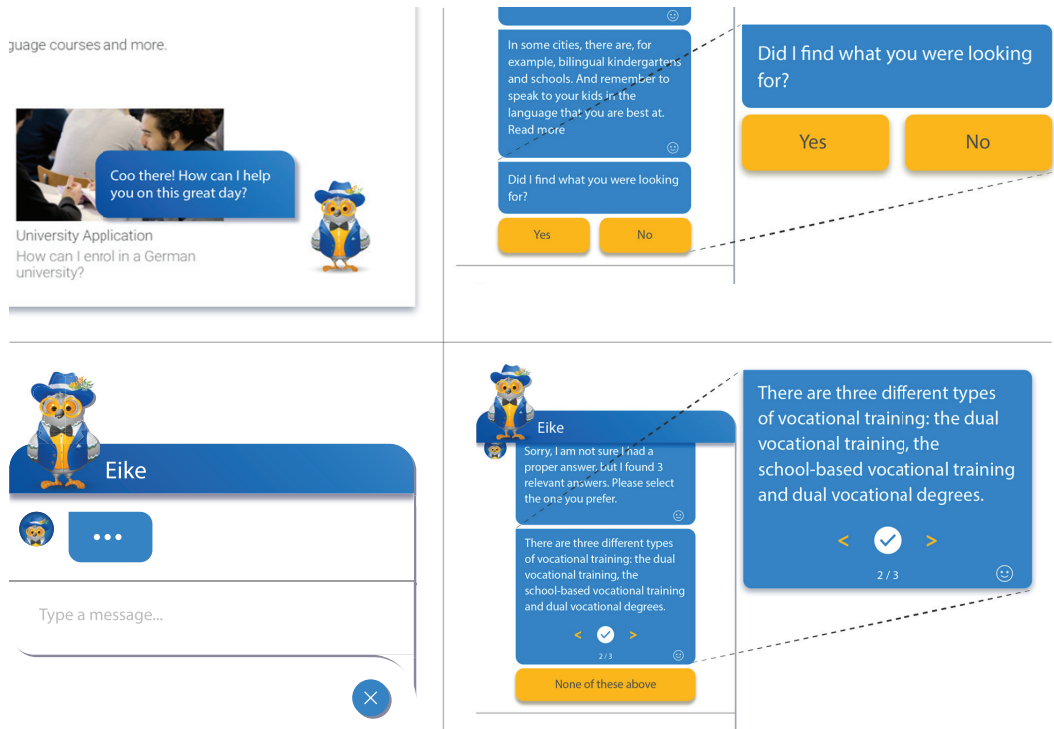 guage courses and more.
Coo there! How can I help
you on this great day?
University Application
How can I enrol in a German
university?
In some cities, there are, for
example, bilingual kindergartens
and schools. And remember to
speak to your kids in the
language that you are best at.
Read more
Did I find what you were looking
for?
Yes
No
Did I find what you were looking
for?
Yes
No
Eike
Type a message...
Eike
Sorry, I am not sure I had a
proper answer, but I found 3
relevant answers. Please select
the one you prefer.
There are three different types
of vocational training: the dual
vocational training, the
school-based vocational training
and dual vocational degrees.
< >
2 / 3
None of these above
There are three different types
of vocational training: the dual
vocational training, the
school-based vocational training
and dual vocational degrees.
< >
2 / 3